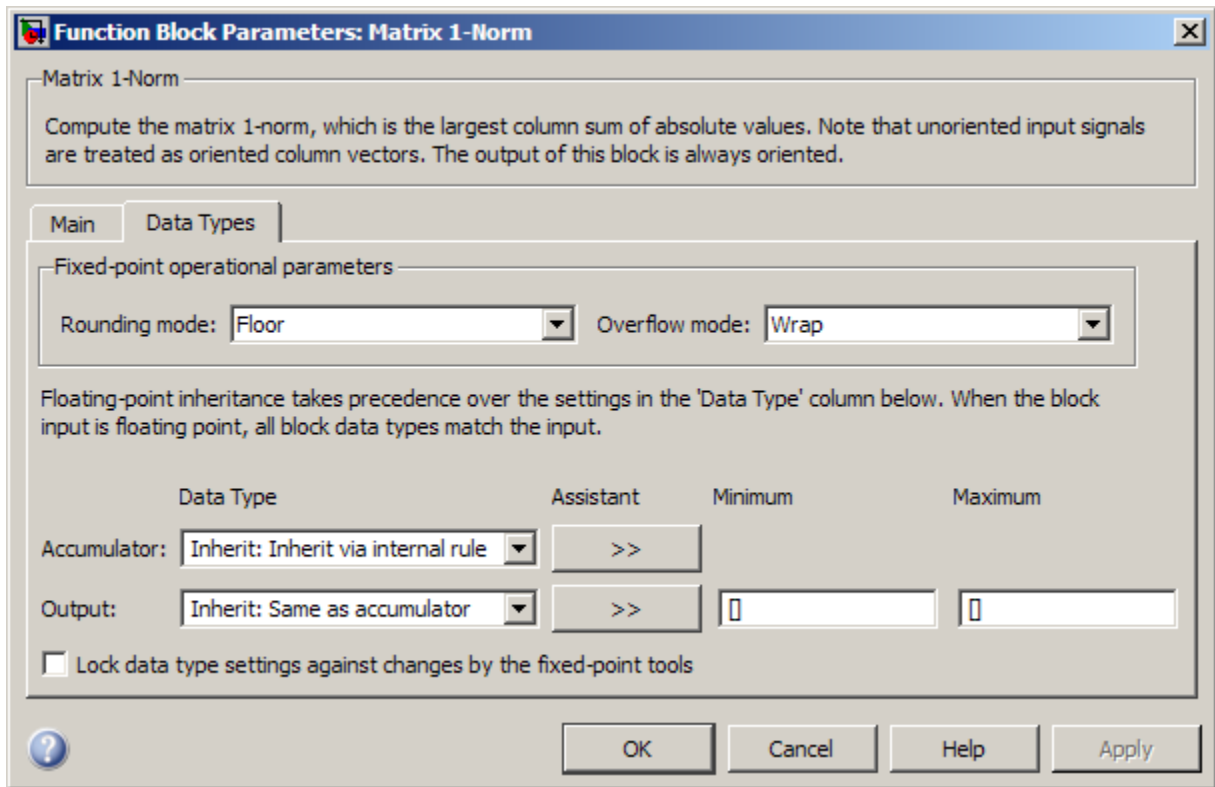 Function Block Parameters: Matrix 1-Norm
Matrix 1-Norm
Compute the matrix 1-norm, which is the largest column sum of absolute values. Note that unoriented input signals
are treated as oriented column vectors. The output of this block is always oriented.
Main Data Types
Fixed-point operational parameters
Rounding mode: Floor Overflow mode: Wrap
Floating-point inheritance takes precedence over the settings in the 'Data Type' column below. When the block
input is floating point, all block data types match the input.
Data Type Assistant Minimum Maximum
Accumulator: Inherit: Inherit via internal rule >>
Output: Inherit: Same as accumulator >> [] []
Lock data type settings against changes by the fixed-point tools
? OK Cancel Help Apply